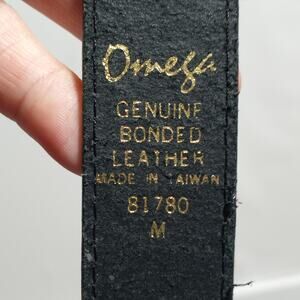 Omega
GENUINE
BONDED
LEATHER
MADE IN TAIWAN
81780
M